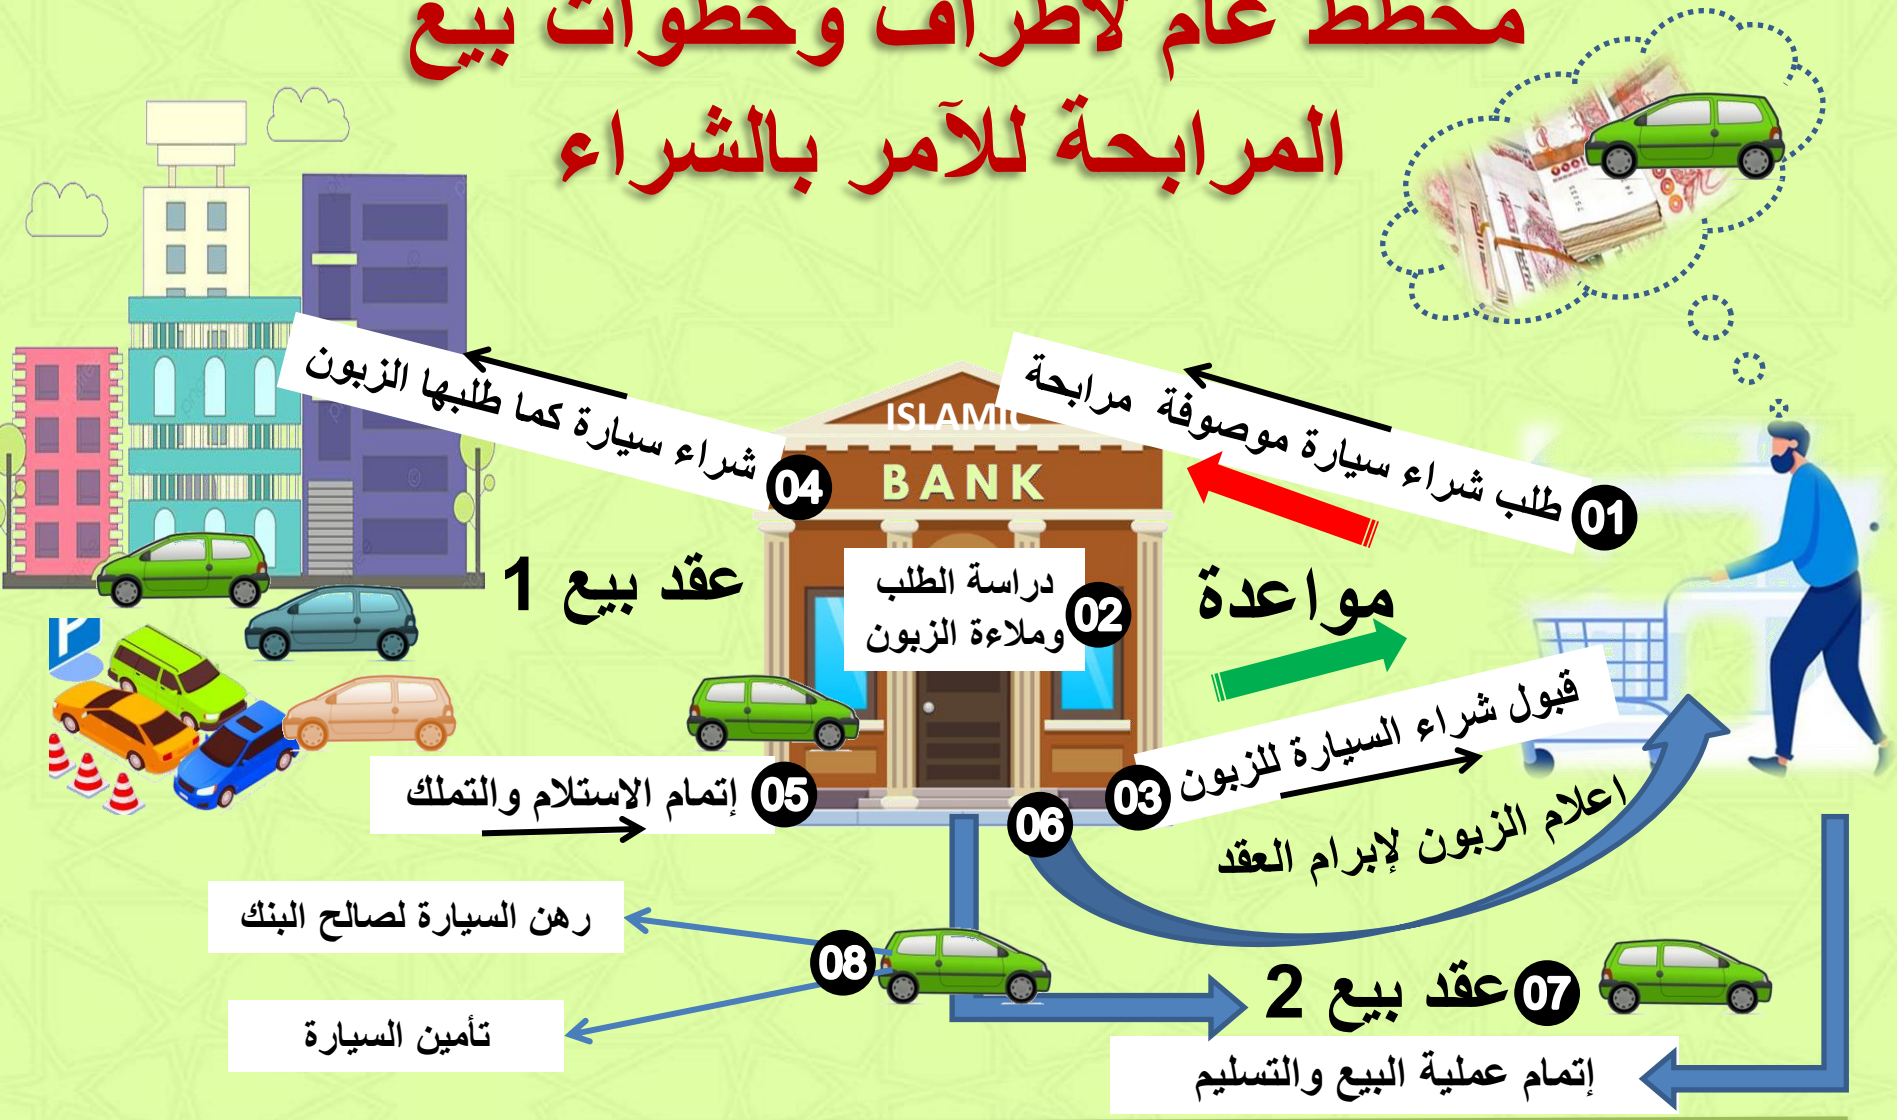 مخطط عام لأطراف وخطوات بيع
المرابحة للآمر بالشراء
01 طلب شراء سيارة موصوفة مرابحة
04 شراء سيارة كما طلبها الزبون
ISLAMIC
BANK
مواعدة
عقد بيع 1
02 دراسة الطلب
وملاءة الزبون
P
03 قبول شراء السيارة للزبون
05 إتمام الاستلام والتملك
06 اعلام الزبون لإبرام العقد
07 عقد بيع 2
إتمام عملية البيع والتسليم
08
رهن السيارة لصالح البنك
تأمين السيارة